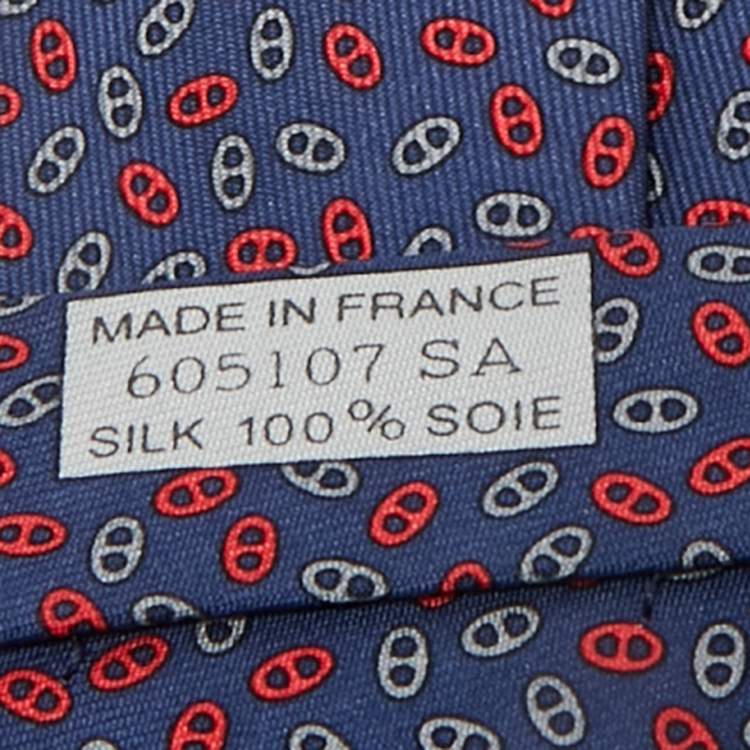 MADE IN FRANCE
605107 SA
SILK 100% SOIE